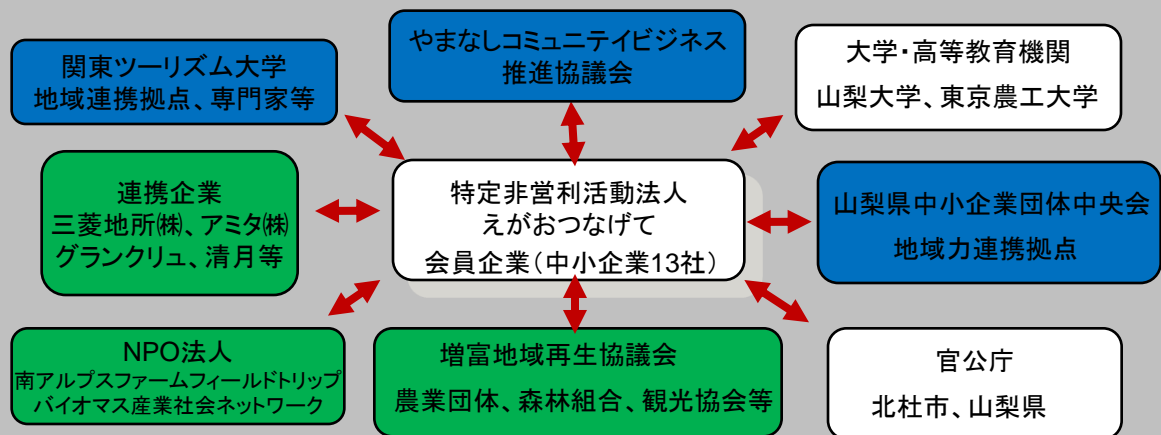 関東ツーリズム大学
地域連携拠点、専門家等
やまなしコミュニテイビジネス
推進協議会
大学・高等教育機関
山梨大学、東京農工大学
連携企業
三菱地所㈱、アミタ㈱
グランクリュ、清月等
特定非営利活動法人
えがおつなげて
会員企業(中小企業13社)
山梨県中小企業団体中央会
地域力連携拠点
NPO法人
南アルプスファームフィールドトリップ
バイオマス産業社会ネットワーク
増富地域再生協議会
農業団体、森林組合、観光協会等
官公庁
北杜市、山梨県